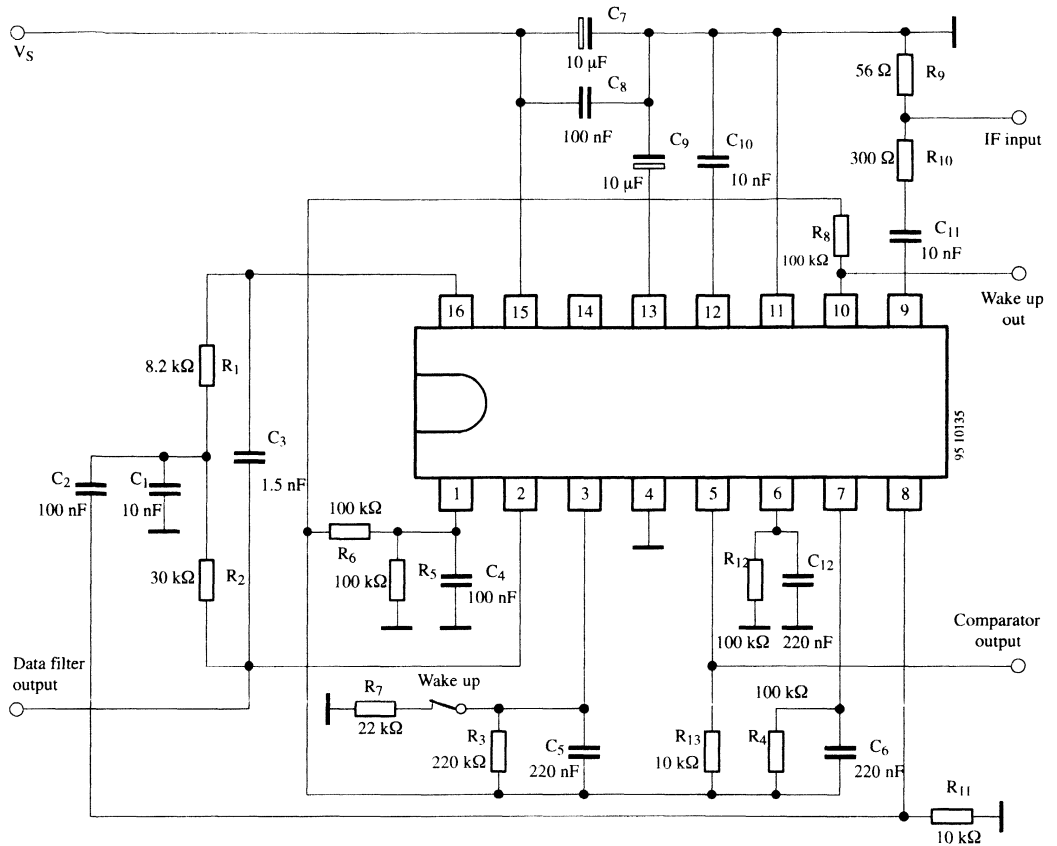 C7
VS
10 µF
C8
100 nF
C9
10 µF
C10
10 nF
56 Ω
R9
IF input
300 Ω
R10
C11
10 nF
R8
100 kΩ
Wake up
out
16
15
14
13
12
11
10
9
8.2 kΩ
R1
C3
1.5 nF
C2
100 nF
C1
10 nF
30 kΩ
R2
95 10135
1
2
3
4
5
6
7
8
100 kΩ
R6
R5
100 kΩ
C4
100 nF
R12
100 kΩ
C12
220 nF
Comparator
output
Data filter
output
Wake up
R7
22 kΩ
R3
220 kΩ
C5
220 nF
R13
10 kΩ
100 kΩ
R4
C6
220 nF
R11
10 kΩ